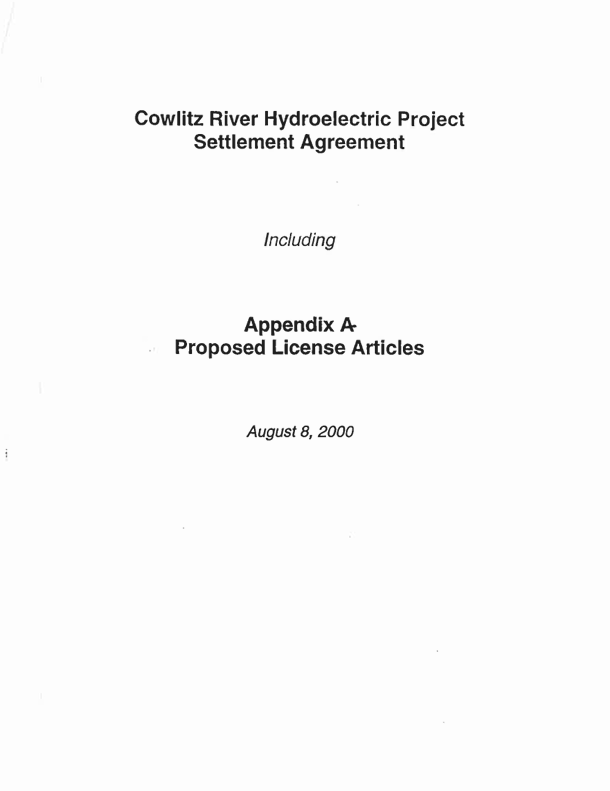 Cowlitz River Hydroelectric Project
Settlement Agreement
Including
Appendix A-
Proposed License Articles
August 8, 2000